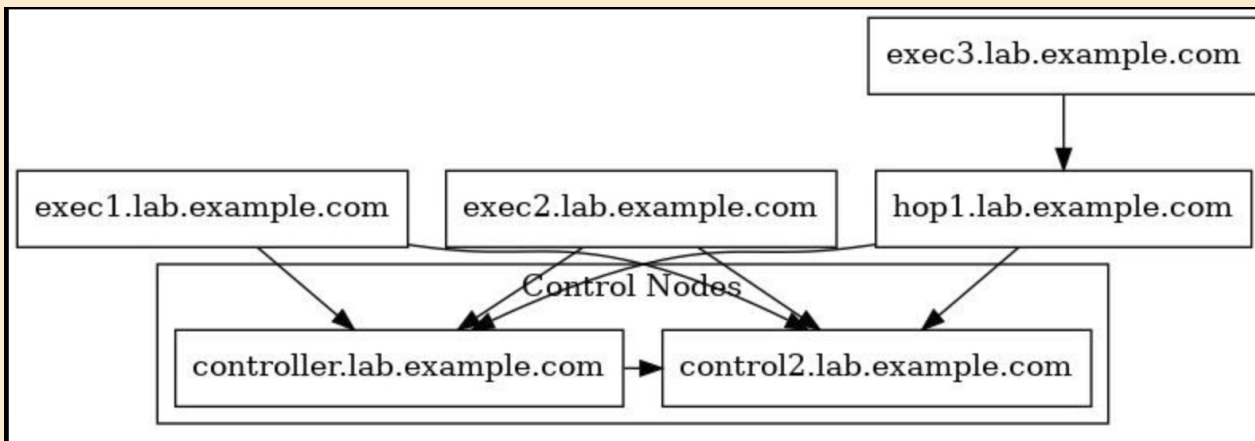 exec3.lab.example.com
exec1.lab.example.com
exec2.lab.example.com
hop1.lab.example.com
Control Nodes
controller.lab.example.com
control2.lab.example.com